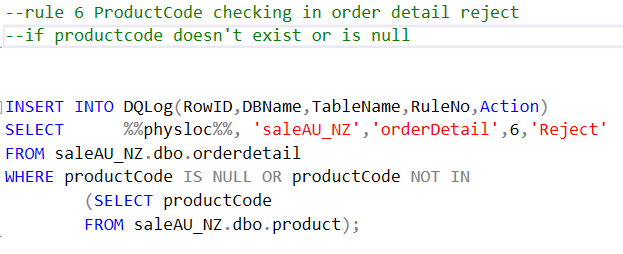 --rule 6 ProductCode checking in order detail reject
--if productcode doesn't exist or is null
INSERT INTO DQLog(RowID,DBName,TableName,RuleNo,Action)
SELECT %%physloc%%, 'saleAU_NZ','orderDetail',6,'Reject'
FROM saleAU_NZ.dbo.orderdetail
WHERE productCode IS NULL OR productCode NOT IN
(SELECT productCode
FROM saleAU_NZ.dbo.product);